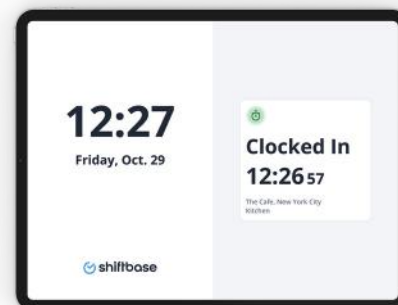 12:27
Friday, Oct. 29
shiftbase
Clocked In
12:26 57
The Cafe, New York City
Kitchen